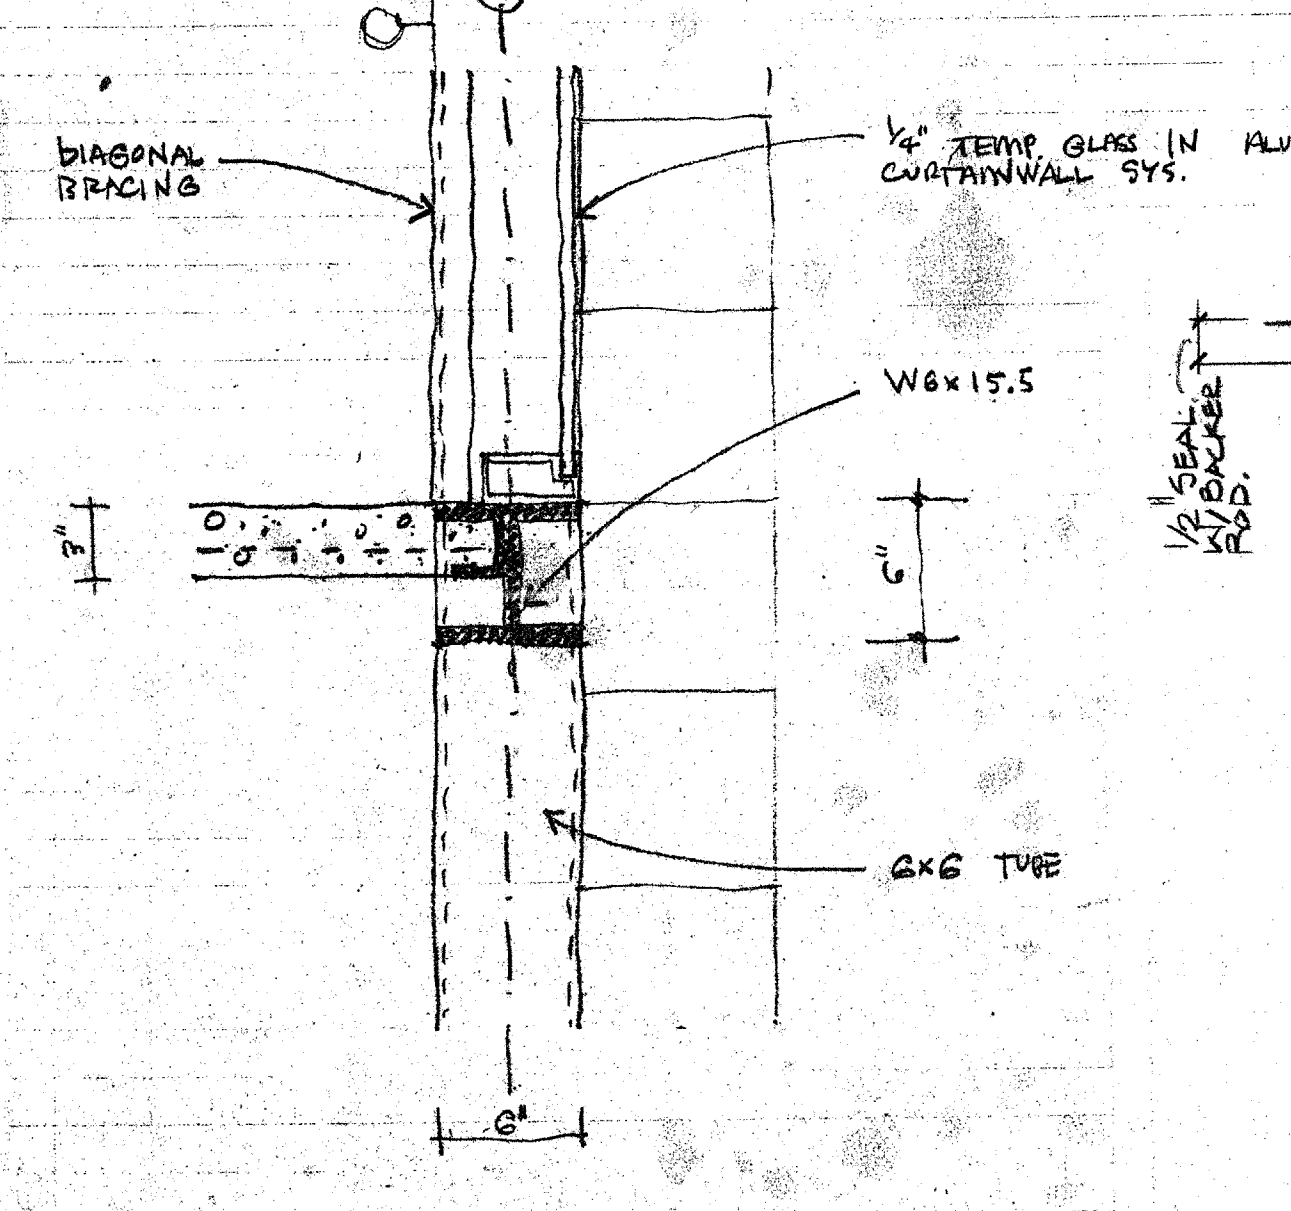 DIAGONAL
BRACING
1/4" TEMP. GLASS IN ALU
CURTAINWALL SYS.
W6x15.5
1/2" SEAL.
W/ BACKER
ROD.
3"
6"
6x6 TUBE
6"